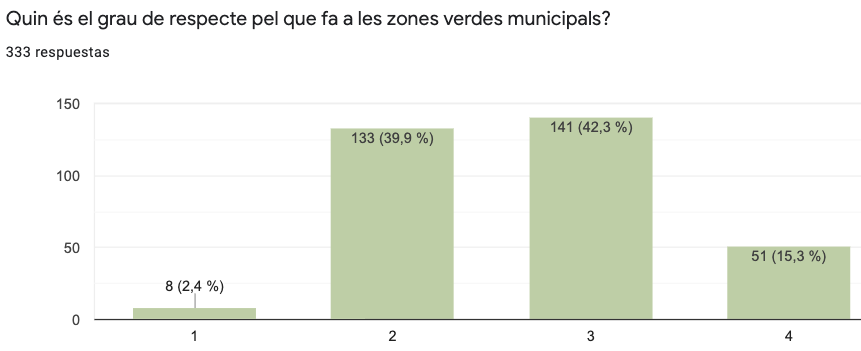 Quin és el grau de respecte pel que fa a les zones verdes municipals?
333 respuestas
150
100
50
0
8 (2,4 %)
133 (39,9 %)
141 (42,3 %)
51 (15,3 %)
1
2
3
4